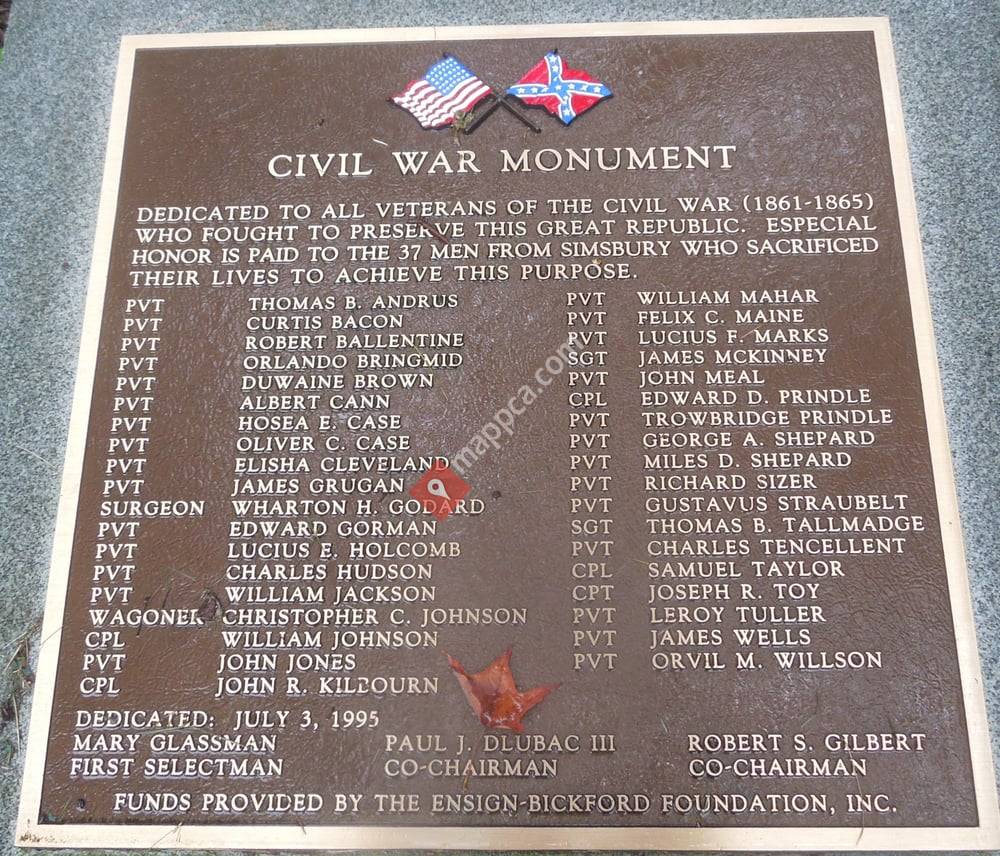 CIVIL WAR MONUMENT
DEDICATED TO ALL VETERANS OF THE CIVIL WAR (1861-1865)
WHO FOUGHT TO PRESERVE THIS GREAT REPUBLIC. ESPECIAL
HONOR IS PAID TO THE 37 MEN FROM SIMSBURY WHO SACRIFICED
THEIR LIVES TO ACHIEVE THIS PURPOSE.
PVT THOMAS B. ANDRUS
PVT CURTIS BACON
PVT ROBERT BALLENTINE
PVT ORLANDO BRINGMID
PVT DUWAINE BROWN
PVT ALBERT CANN
PVT HOSEA E. CASE
PVT OLIVER C. CASE
PVT ELISHA CLEVELAND
PVT JAMES GRUGAN
SURGEON WHARTON H. GODARD
PVT EDWARD GORMAN
PVT LUCIUS E. HOLCOMB
PVT CHARLES HUDSON
PVT WILLIAM JACKSON
WAGONER CHRISTOPHER C. JOHNSON
CPL WILLIAM JOHNSON
PVT JOHN JONES
CPL JOHN R. KILBOURN
PVT WILLIAM MAHAR
PVT FELIX C. MAINE
PVT LUCIUS F. MARKS
SGT JAMES MCKINNEY
PVT JOHN MEAL
CPL EDWARD D. PRINDLE
PVT TROWBRIDGE PRINDLE
PVT GEORGE A. SHEPARD
PVT MILES D. SHEPARD
PVT RICHARD SIZER
PVT GUSTAVUS STRAUBELT
SGT THOMAS B. TALLMADGE
PVT CHARLES TENCELLENT
CPL SAMUEL TAYLOR
CPT JOSEPH R. TOY
PVT LEROY TULLER
PVT JAMES WELLS
PVT ORVIL M. WILLSON
mappca.com
DEDICATED: JULY 3, 1995
MARY GLASSMAN PAUL J. DLUBAC III ROBERT S. GILBERT
FIRST SELECTMAN CO-CHAIRMAN CO-CHAIRMAN
FUNDS PROVIDED BY THE ENSIGN-BICKFORD FOUNDATION, INC.